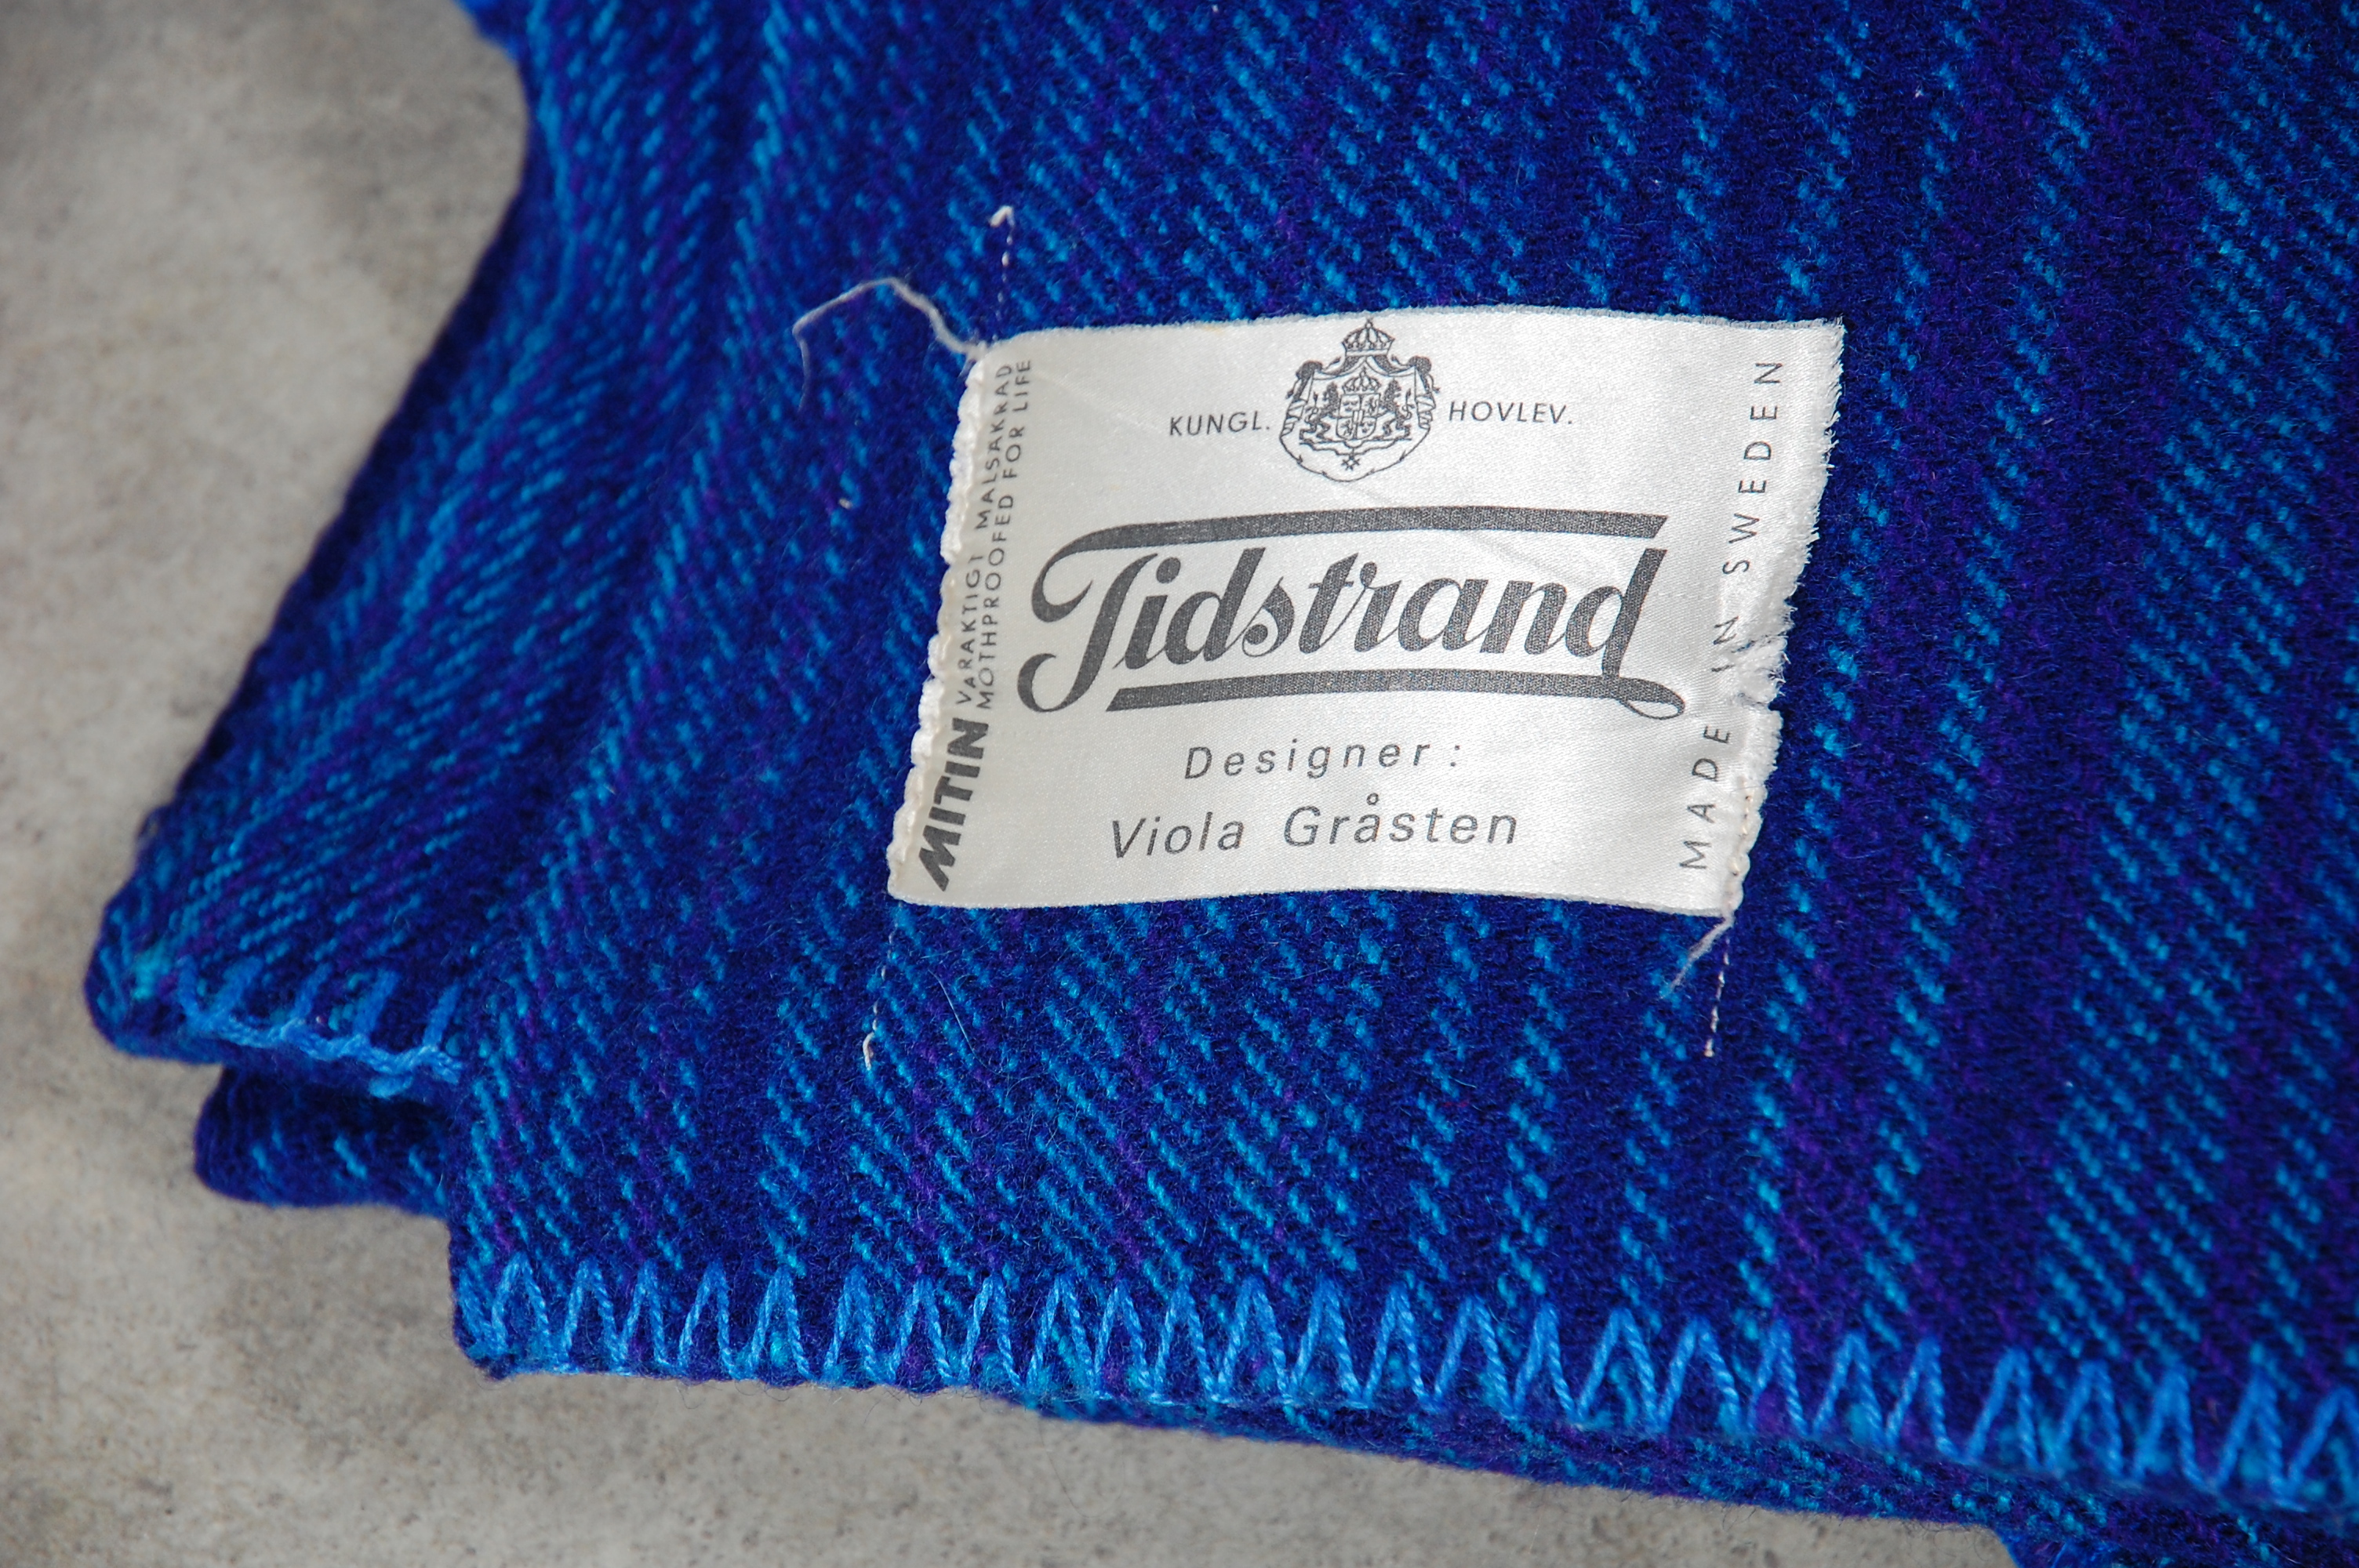 KUNGL. HOVLEV.
Tidstrand
Designer:
Viola Gråsten
MITIN VARAKTIGT MALSÄKRAD
MOTHPROOFED FOR LIFE
MADE IN SWEDEN